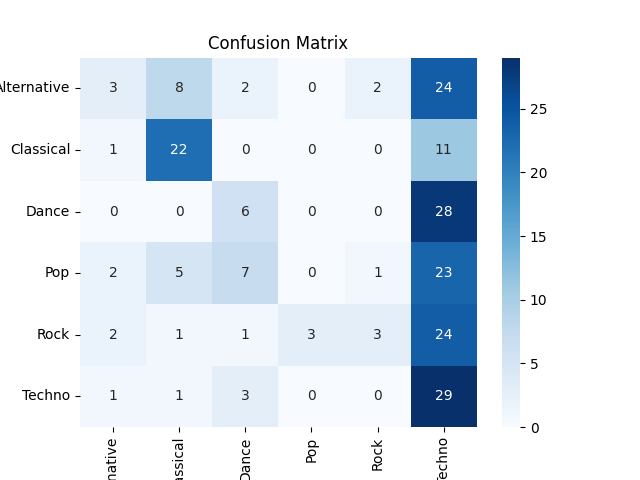 Confusion Matrix
lternative 3 8 2 0 2 24
Classical 1 22 0 0 0 11
Dance 0 0 6 0 0 28
Pop 2 5 7 0 1 23
Rock 2 1 1 3 3 24
Techno 1 1 3 0 0 29
native assical Dance Pop Rock echno
25
20
15
10
5
0